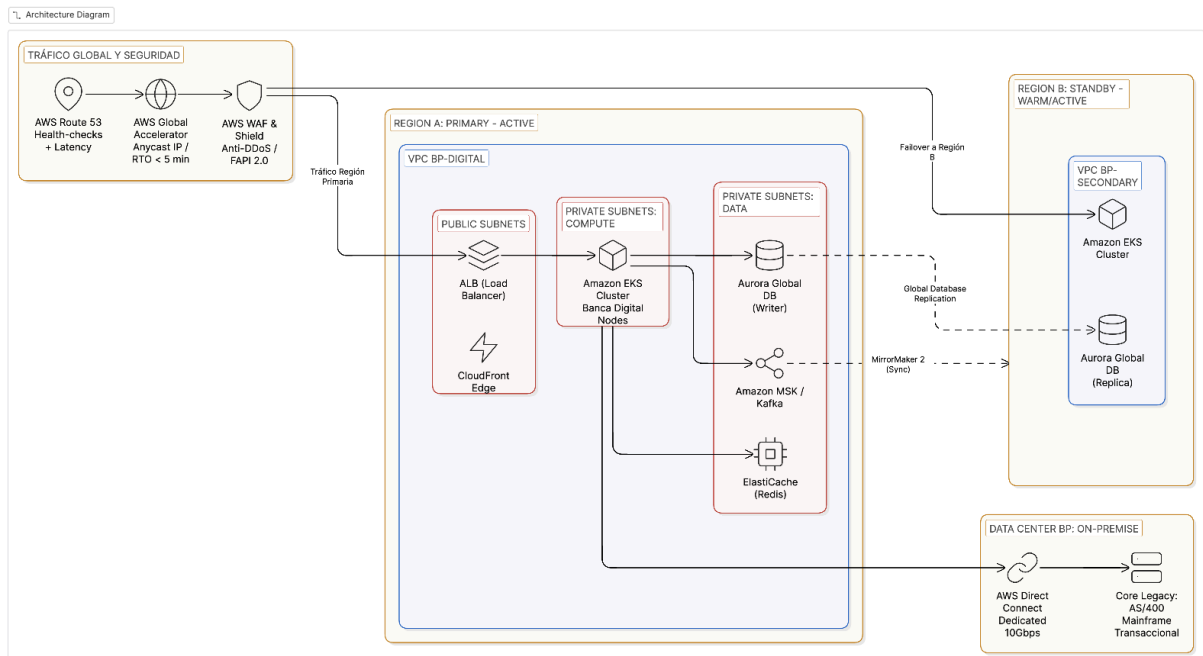 Architecture Diagram
TRÁFICO GLOBAL Y SEGURIDAD
AWS Route 53
Health-checks
+ Latency
AWS Global
Accelerator
Anycast IP /
RTO < 5 min
AWS WAF &
Shield
Anti-DDoS /
FAPI 2.0
Tráfico Región
Primaria
REGION A: PRIMARY - ACTIVE
VPC BP-DIGITAL
PUBLIC SUBNETS
ALB (Load
Balancer)
CloudFront
Edge
PRIVATE SUBNETS:
COMPUTE
Amazon EKS
Cluster
Banca Digital
Nodes
PRIVATE SUBNETS:
DATA
Aurora Global
DB
(Writer)
Amazon MSK /
Kafka
ElastiCache
(Redis)
Failover a Región
B
Global Database
Replication
MirrorMaker 2
(Sync)
REGION B: STANDBY -
WARM/ACTIVE
VPC BP-
SECONDARY
Amazon EKS
Cluster
Aurora Global
DB
(Replica)
DATA CENTER BP: ON-PREMISE
AWS Direct
Connect
Dedicated
10Gbps
Core Legacy:
AS/400
Mainframe
Transaccional